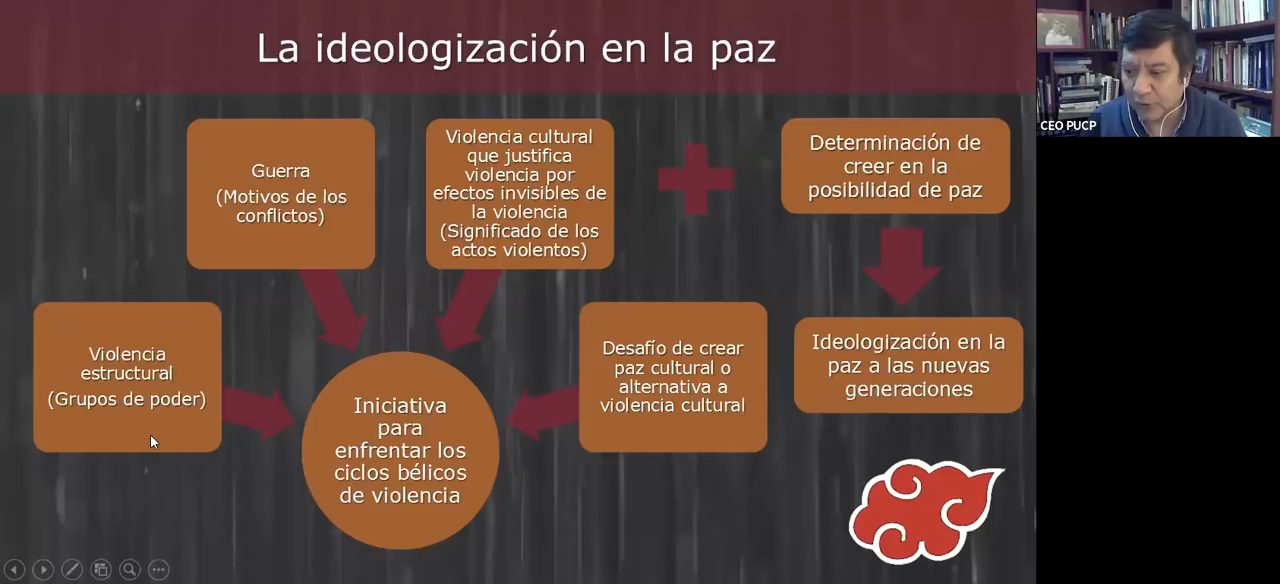 La ideologización en la paz
Guerra
(Motivos de los
conflictos)
Violencia cultural
que justifica
violencia por
efectos invisibles de
la violencia
(Significado de los
actos violentos)
Determinación de
creer en la
posibilidad de paz
CEO PUCP
Violencia
estructural
(Grupos de poder)
Iniciativa
para
enfrentar los
ciclos bélicos
de violencia
Desafío de crear
paz cultural o
alternativa a
violencia cultural
Ideologización en la
paz a las nuevas
generaciones